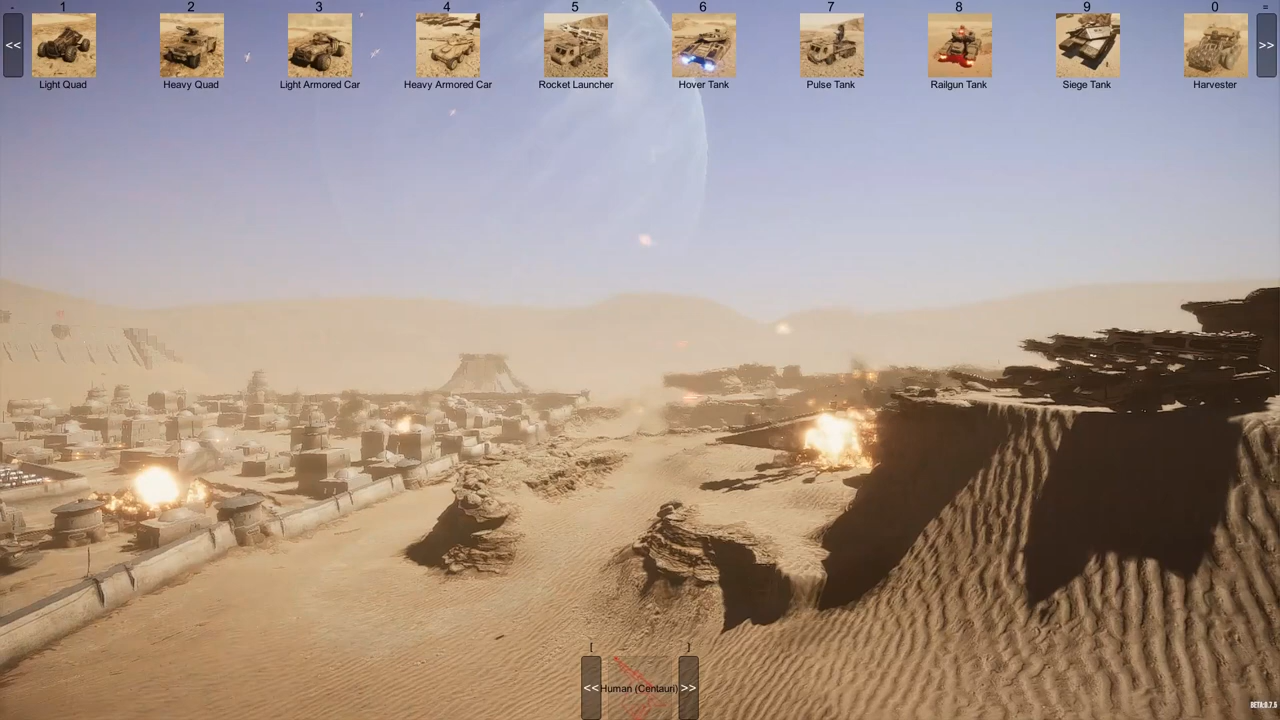 - 1 2 3 4 5 6 7 8 9 0 =
<< >>
Light Quad Heavy Quad Light Armored Car Heavy Armored Car Rocket Launcher Hover Tank Pulse Tank Railgun Tank Siege Tank Harvester
[ ]
<< Human (Centauri) >>
BETA:0.7.5